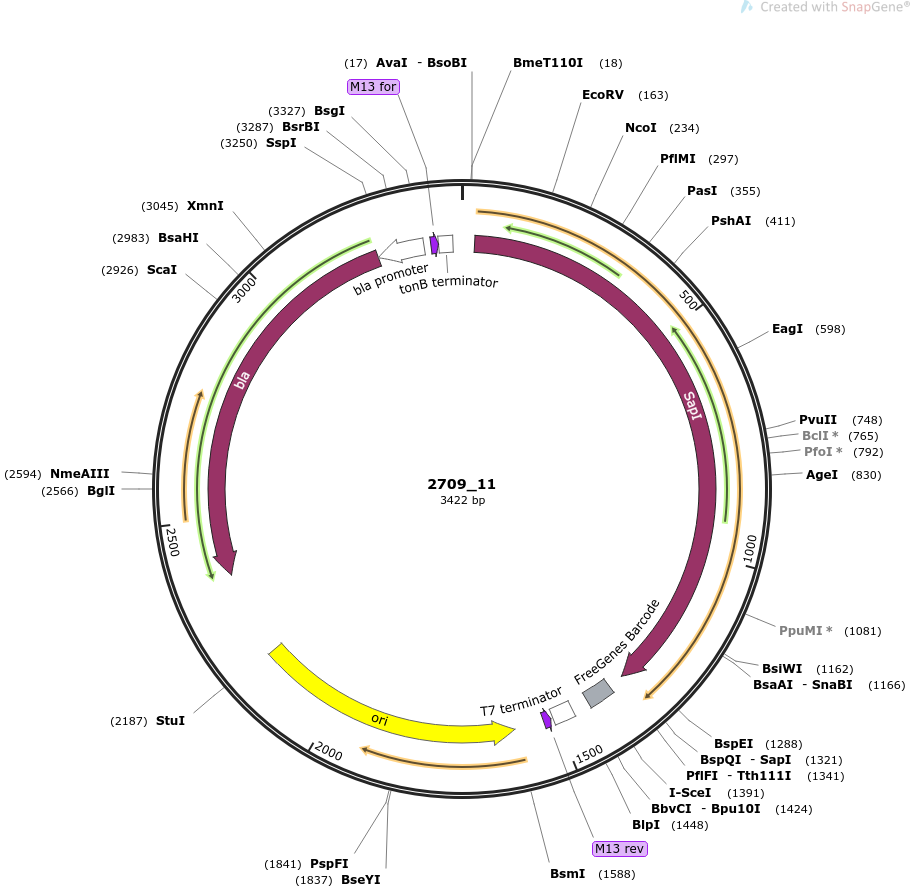 Created with SnapGene®
(17) AvaI - BsoBI
BmeT110I (18)
M13 for
EcoRV (163)
(3327) BsgI
(3287) BsrBI
NcoI (234)
(3250) SspI
PflMI (297)
PasI (355)
(3045) XmnI
PshAI (411)
(2983) BsaHI
(2926) ScaI
bla promoter
tonB terminator
3000
500
EagI (598)
bla
SapI
PvuII (748)
BclI * (765)
PfoI * (792)
(2594) NmeAIII
AgeI (830)
(2566) BglI
2709_11
3422 bp
2500
1000
FreeGenes Barcode
PpuMI * (1081)
BsiWI (1162)
BsaAI - SnaBI (1166)
T7 terminator
(2187) StuI
ori
2000
1500
BspEI (1288)
BspQI - SapI (1321)
PflFI - Tth111I (1341)
I-SceI (1391)
BbvCI - Bpu10I (1424)
BlpI (1448)
M13 rev
(1841) PspFI
BsmI (1588)
(1837) BseYI